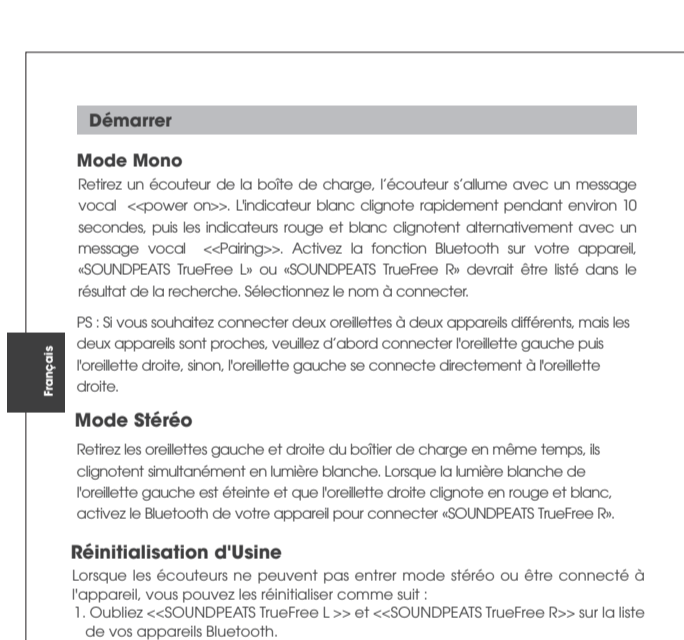 Démarrer
Mode Mono
Retirez un écouteur de la boîte de charge, l'écouteur s'allume avec un message
vocal <<power on>>. L'indicateur blanc clignote rapidement pendant environ 10
secondes, puis les indicateurs rouge et blanc clignotent alternativement avec un
message vocal <<Pairing>>. Activez la fonction Bluetooth sur votre appareil,
«SOUNDPEATS TrueFree L» ou «SOUNDPEATS TrueFree R» devrait être listé dans le
résultat de la recherche. Sélectionnez le nom à connecter.
PS : Si vous souhaitez connecter deux oreillettes à deux appareils différents, mais les
deux appareils sont proches, veuillez d'abord connecter l'oreillette gauche puis
l'oreillette droite, sinon, l'oreillette gauche se connecte directement à l'oreillette
droite.
Français
Mode Stéréo
Retirez les oreillettes gauche et droite du boîtier de charge en même temps, ils
clignotent simultanément en lumière blanche. Lorsque la lumière blanche de
l'oreillette gauche est éteinte et que l'oreillette droite clignote en rouge et blanc,
activez le Bluetooth de votre appareil pour connecter «SOUNDPEATS TrueFree R».
Réinitialisation d'Usine
Lorsque les écouteurs ne peuvent pas entrer mode stéréo ou être connecté à
l'appareil, vous pouvez les réinitialiser comme suit :
1. Oubliez <<SOUNDPEATS TrueFree L >> et <<SOUNDPEATS TrueFree R>> sur la liste
de vos appareils Bluetooth.